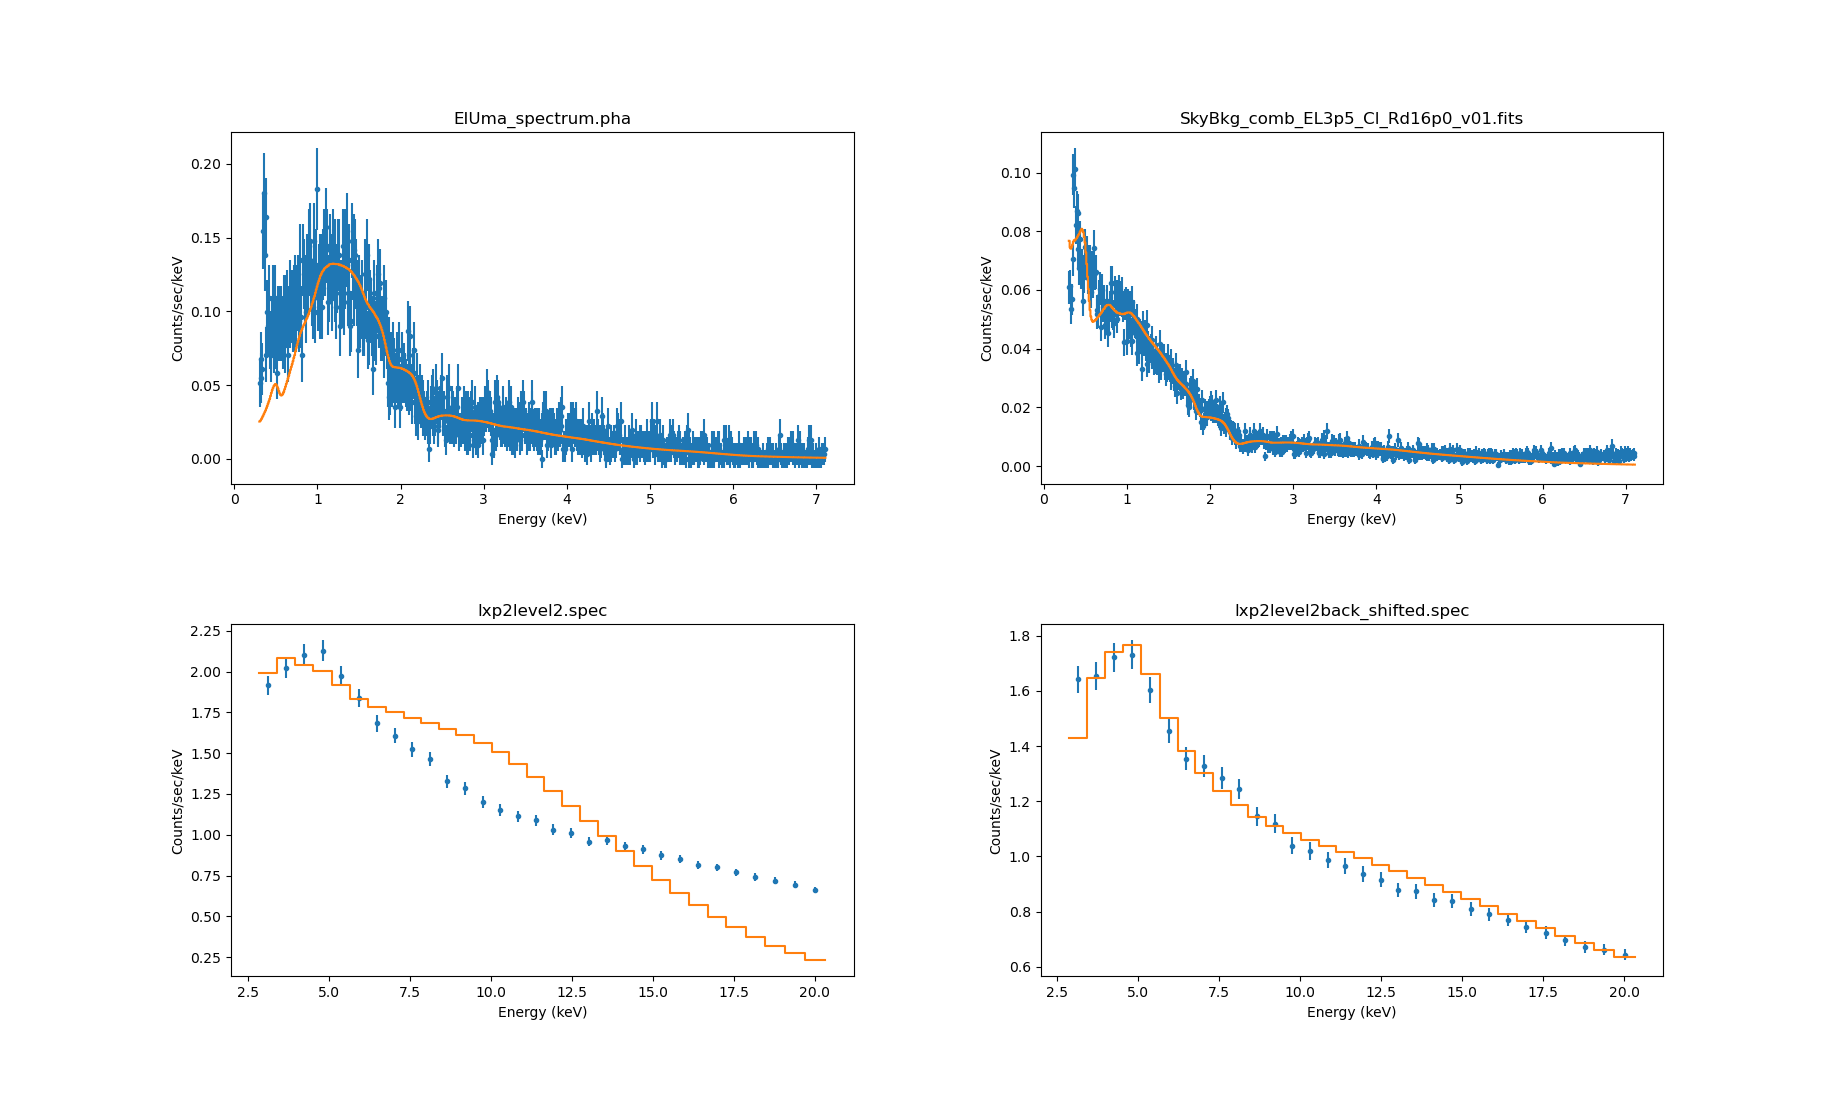 EIUma_spectrum.pha
Counts/sec/keV
0.20
0.15
0.10
0.05
0.00
0 1 2 3 4 5 6 7
Energy (keV)
SkyBkg_comb_EL3p5_Cl_Rd16p0_v01.fits
Counts/sec/keV
0.10
0.08
0.06
0.04
0.02
0.00
0 1 2 3 4 5 6 7
Energy (keV)
lxp2level2.spec
Counts/sec/keV
2.25
2.00
1.75
1.50
1.25
1.00
0.75
0.50
0.25
2.5 5.0 7.5 10.0 12.5 15.0 17.5 20.0
Energy (keV)
lxp2level2back_shifted.spec
Counts/sec/keV
1.8
1.6
1.4
1.2
1.0
0.8
0.6
2.5 5.0 7.5 10.0 12.5 15.0 17.5 20.0
Energy (keV)